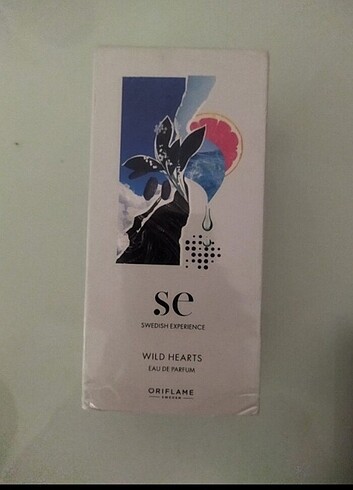 se
SWEDISH EXPERIENCE
WILD HEARTS
EAU DE PARFUM
ORIFLAME
SWEDEN